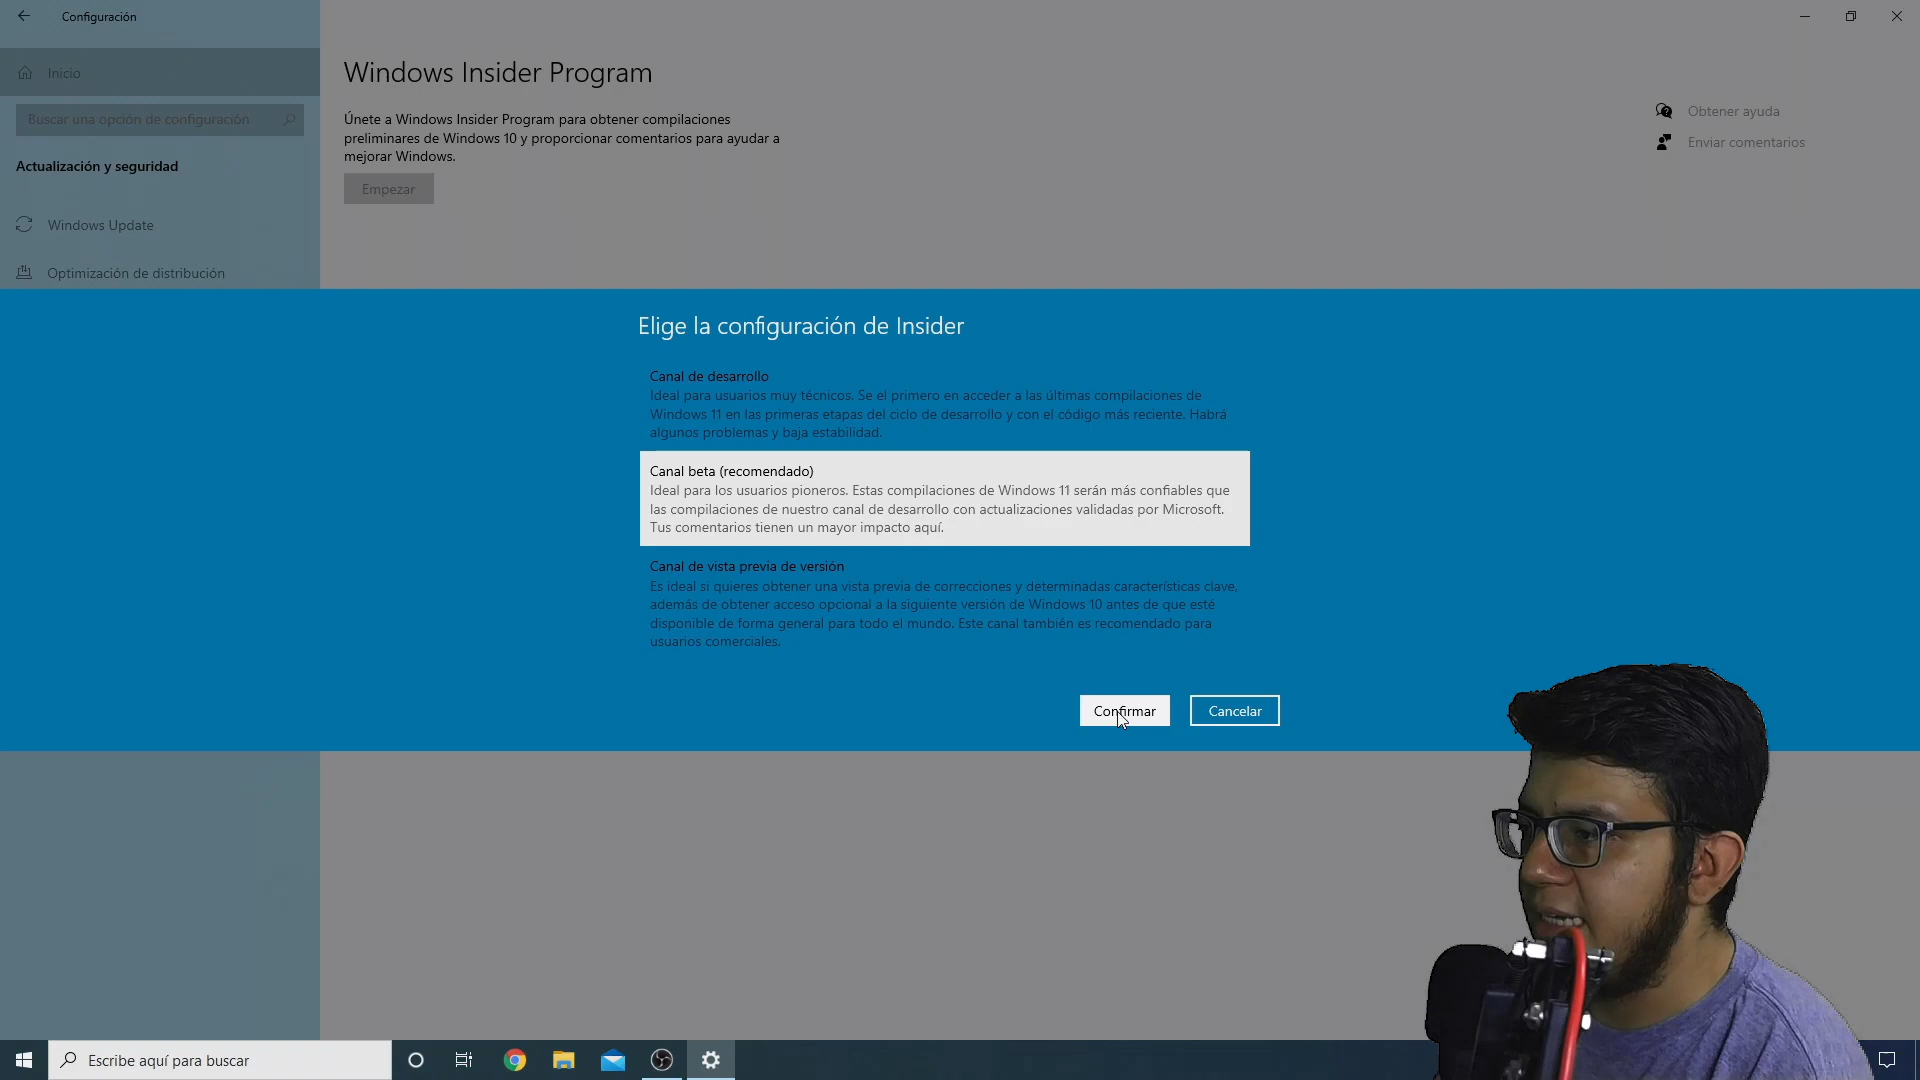 Configuración
Inicio
Buscar una opción de configuración
Actualización y seguridad
Windows Update
Optimización de distribución
Windows Insider Program
Únete a Windows Insider Program para obtener compilaciones
preliminares de Windows 10 y proporcionar comentarios para ayudar a
mejorar Windows.
Empezar
Obtener ayuda
Enviar comentarios
Elige la configuración de Insider
Canal de desarrollo
Ideal para usuarios muy técnicos. Se el primero en acceder a las últimas compilaciones de
Windows 11 en las primeras etapas del ciclo de desarrollo y con el código más reciente. Habrá
algunos problemas y baja estabilidad.
Canal beta (recomendado)
Ideal para los usuarios pioneros. Estas compilaciones de Windows 11 serán más confiables que
las compilaciones de nuestro canal de desarrollo con actualizaciones validadas por Microsoft.
Tus comentarios tienen un mayor impacto aquí.
Canal de vista previa de versión
Es ideal si quieres obtener una vista previa de correcciones y determinadas características clave,
además de obtener acceso opcional a la siguiente versión de Windows 10 antes de que esté
disponible de forma general para todo el mundo. Este canal también es recomendado para
usuarios comerciales.
Confirmar
Cancelar
Escribe aquí para buscar